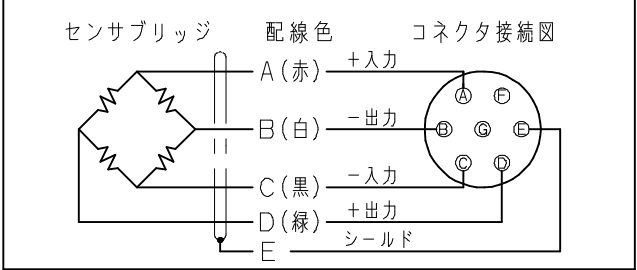 センサブリッジ 配線色 コネクタ接続図
A(赤) +入力
B(白) -出力
C(黒) -入力
D(緑) +出力
E シールド
A F
B G E
C D